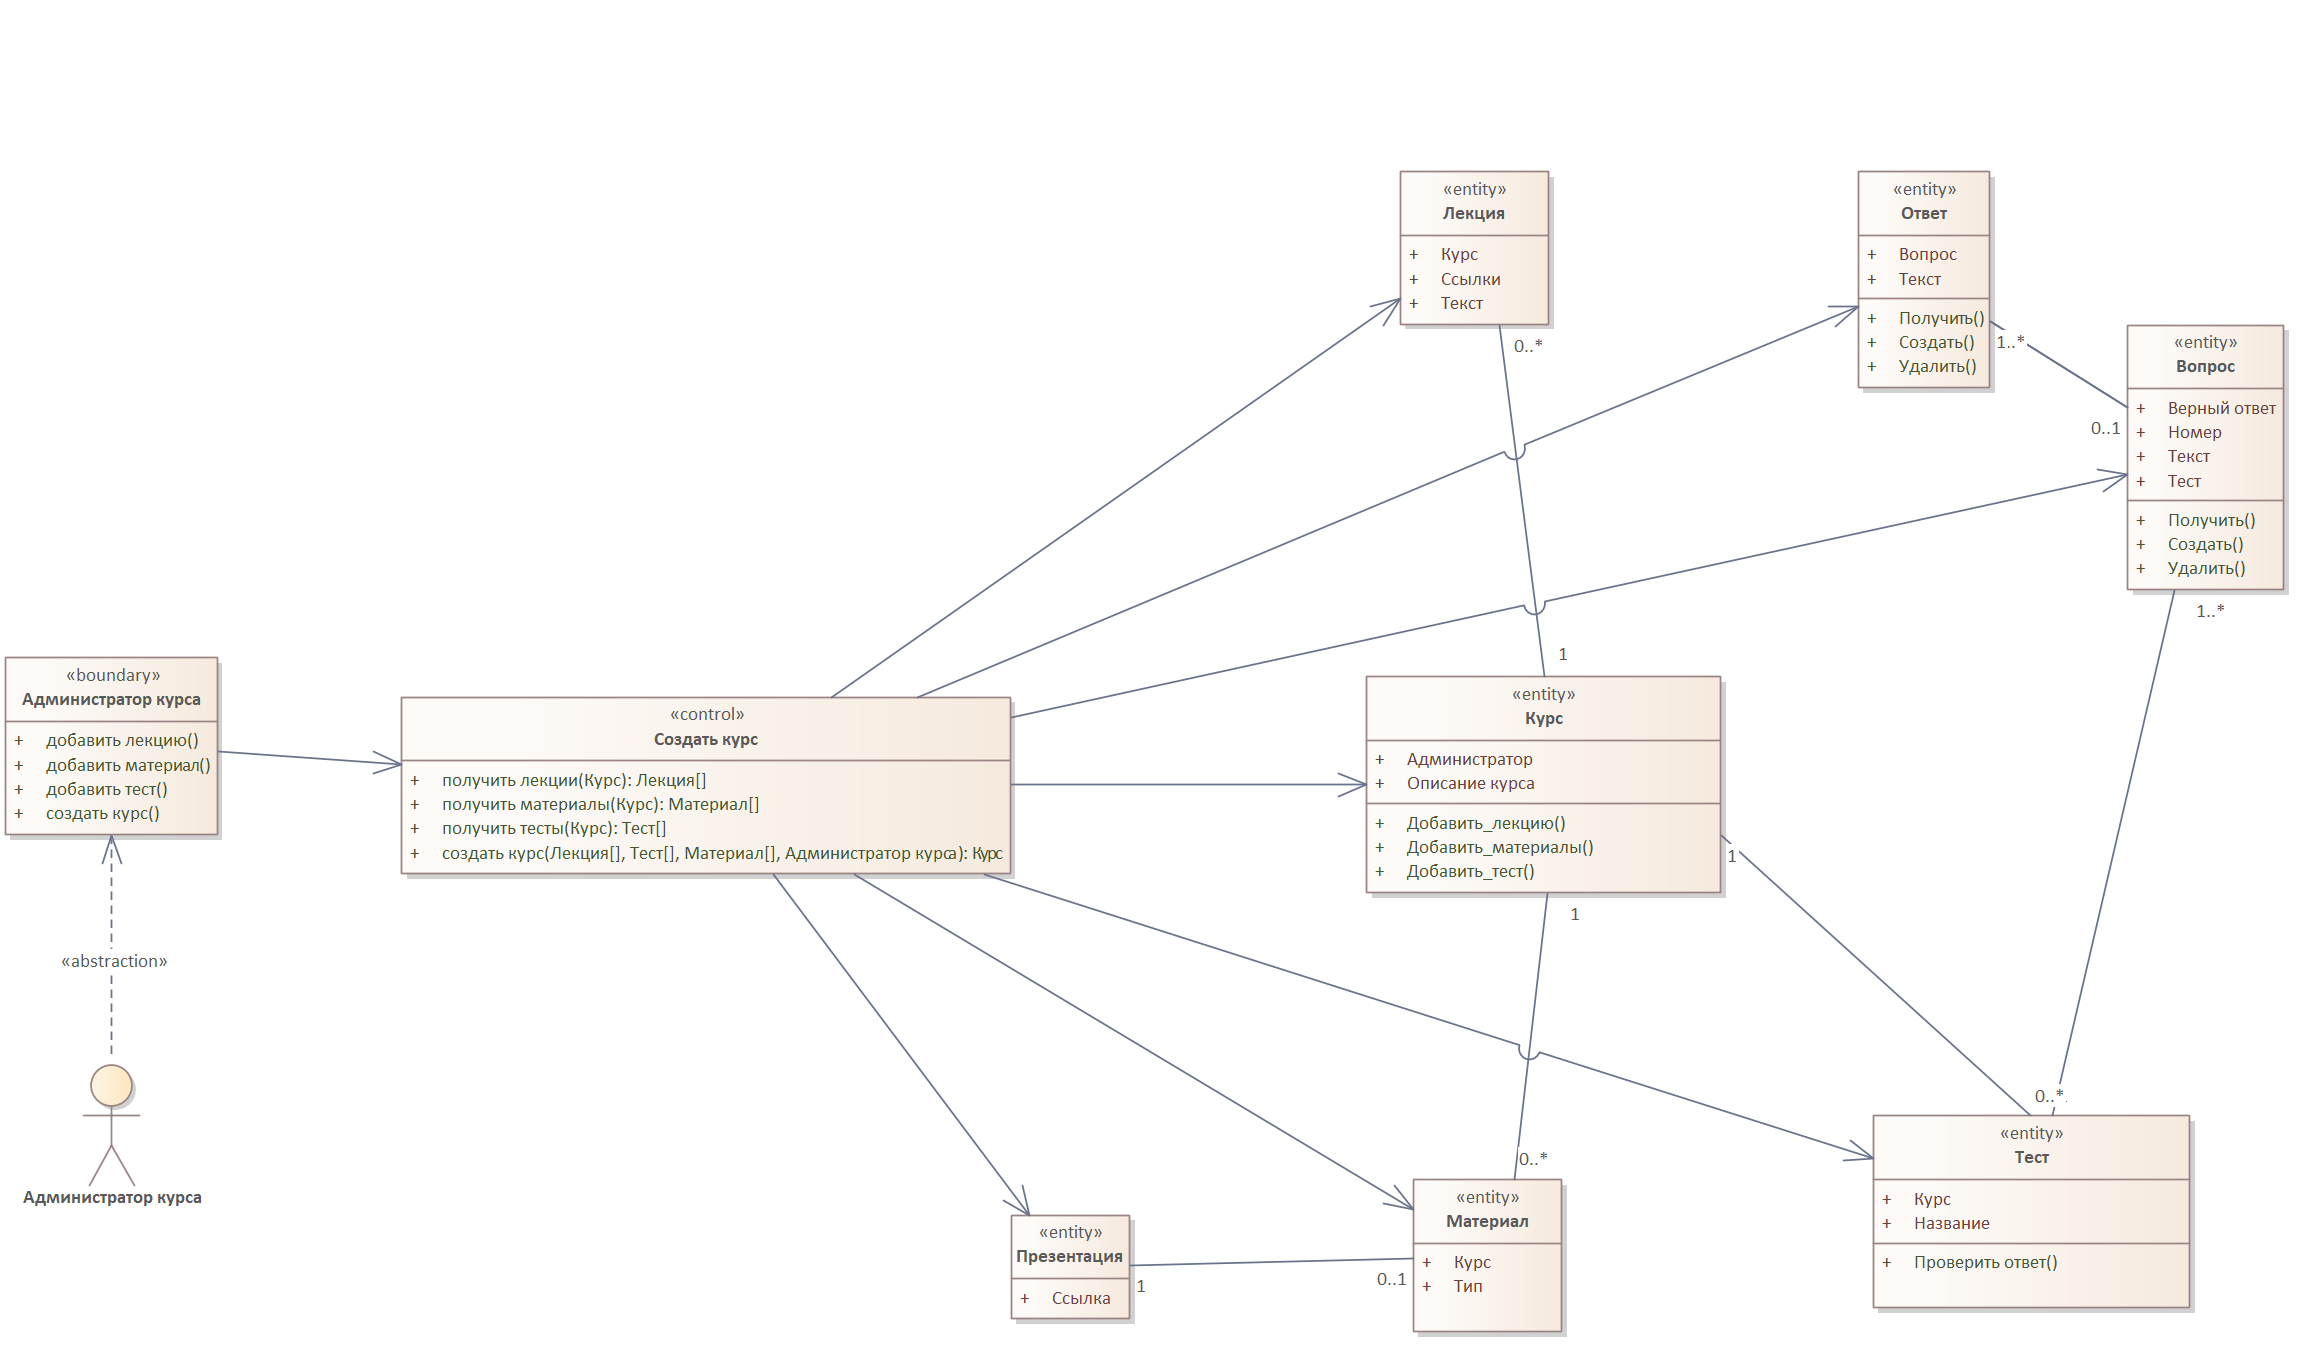 «entity»
Лекция
+ Курс
+ Ссылки
+ Текст
0..*
«entity»
Ответ
+ Вопрос
+ Текст
+ Получить()
+ Создать()
+ Удалить()
1..*
«entity»
Вопрос
+ Верный ответ
+ Номер
+ Текст
+ Тест
+ Получить()
+ Создать()
+ Удалить()
0..1
1..*
«boundary»
Администратор курса
+ добавить лекцию()
+ добавить материал()
+ добавить тест()
+ создать курс()
«control»
Создать курс
+ получить лекции(Курс): Лекция[]
+ получить материалы(Курс): Материал[]
+ получить тесты(Курс): Тест[]
+ создать курс(Лекция[], Тест[], Материал[], Администратор курса): Курс
1
«entity»
Курс
+ Администратор
+ Описание курса
+ Добавить_лекцию()
+ Добавить_материалы()
+ Добавить_тест()
1
1
«abstraction»
Администратор курса
«entity»
Презентация
+ Ссылка
1
0..1
0..*
«entity»
Материал
+ Курс
+ Тип
0..*
«entity»
Тест
+ Курс
+ Название
+ Проверить ответ()